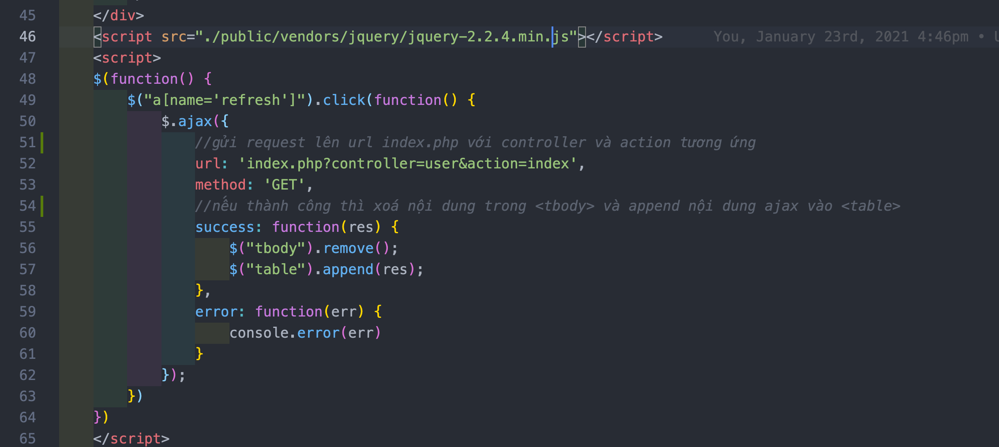 45 </div>
46 <script src="./public/vendors/jquery/jquery-2.2.4.min.js"></script> You, January 23rd, 2021 4:46pm •
47 <script>
48 $(function() {
49 $("a[name='refresh']").click(function() {
50 $.ajax({
51 //gửi request lên url index.php với controller và action tương ứng
52 url: 'index.php?controller=user&action=index',
53 method: 'GET',
54 //nếu thành công thì xoá nội dung trong <tbody> và append nội dung ajax vào <table>
55 success: function(res) {
56 $("tbody").remove();
57 $("table").append(res);
58 },
59 error: function(err) {
60 console.error(err)
61 }
62 });
63 })
64 })
65 </script>